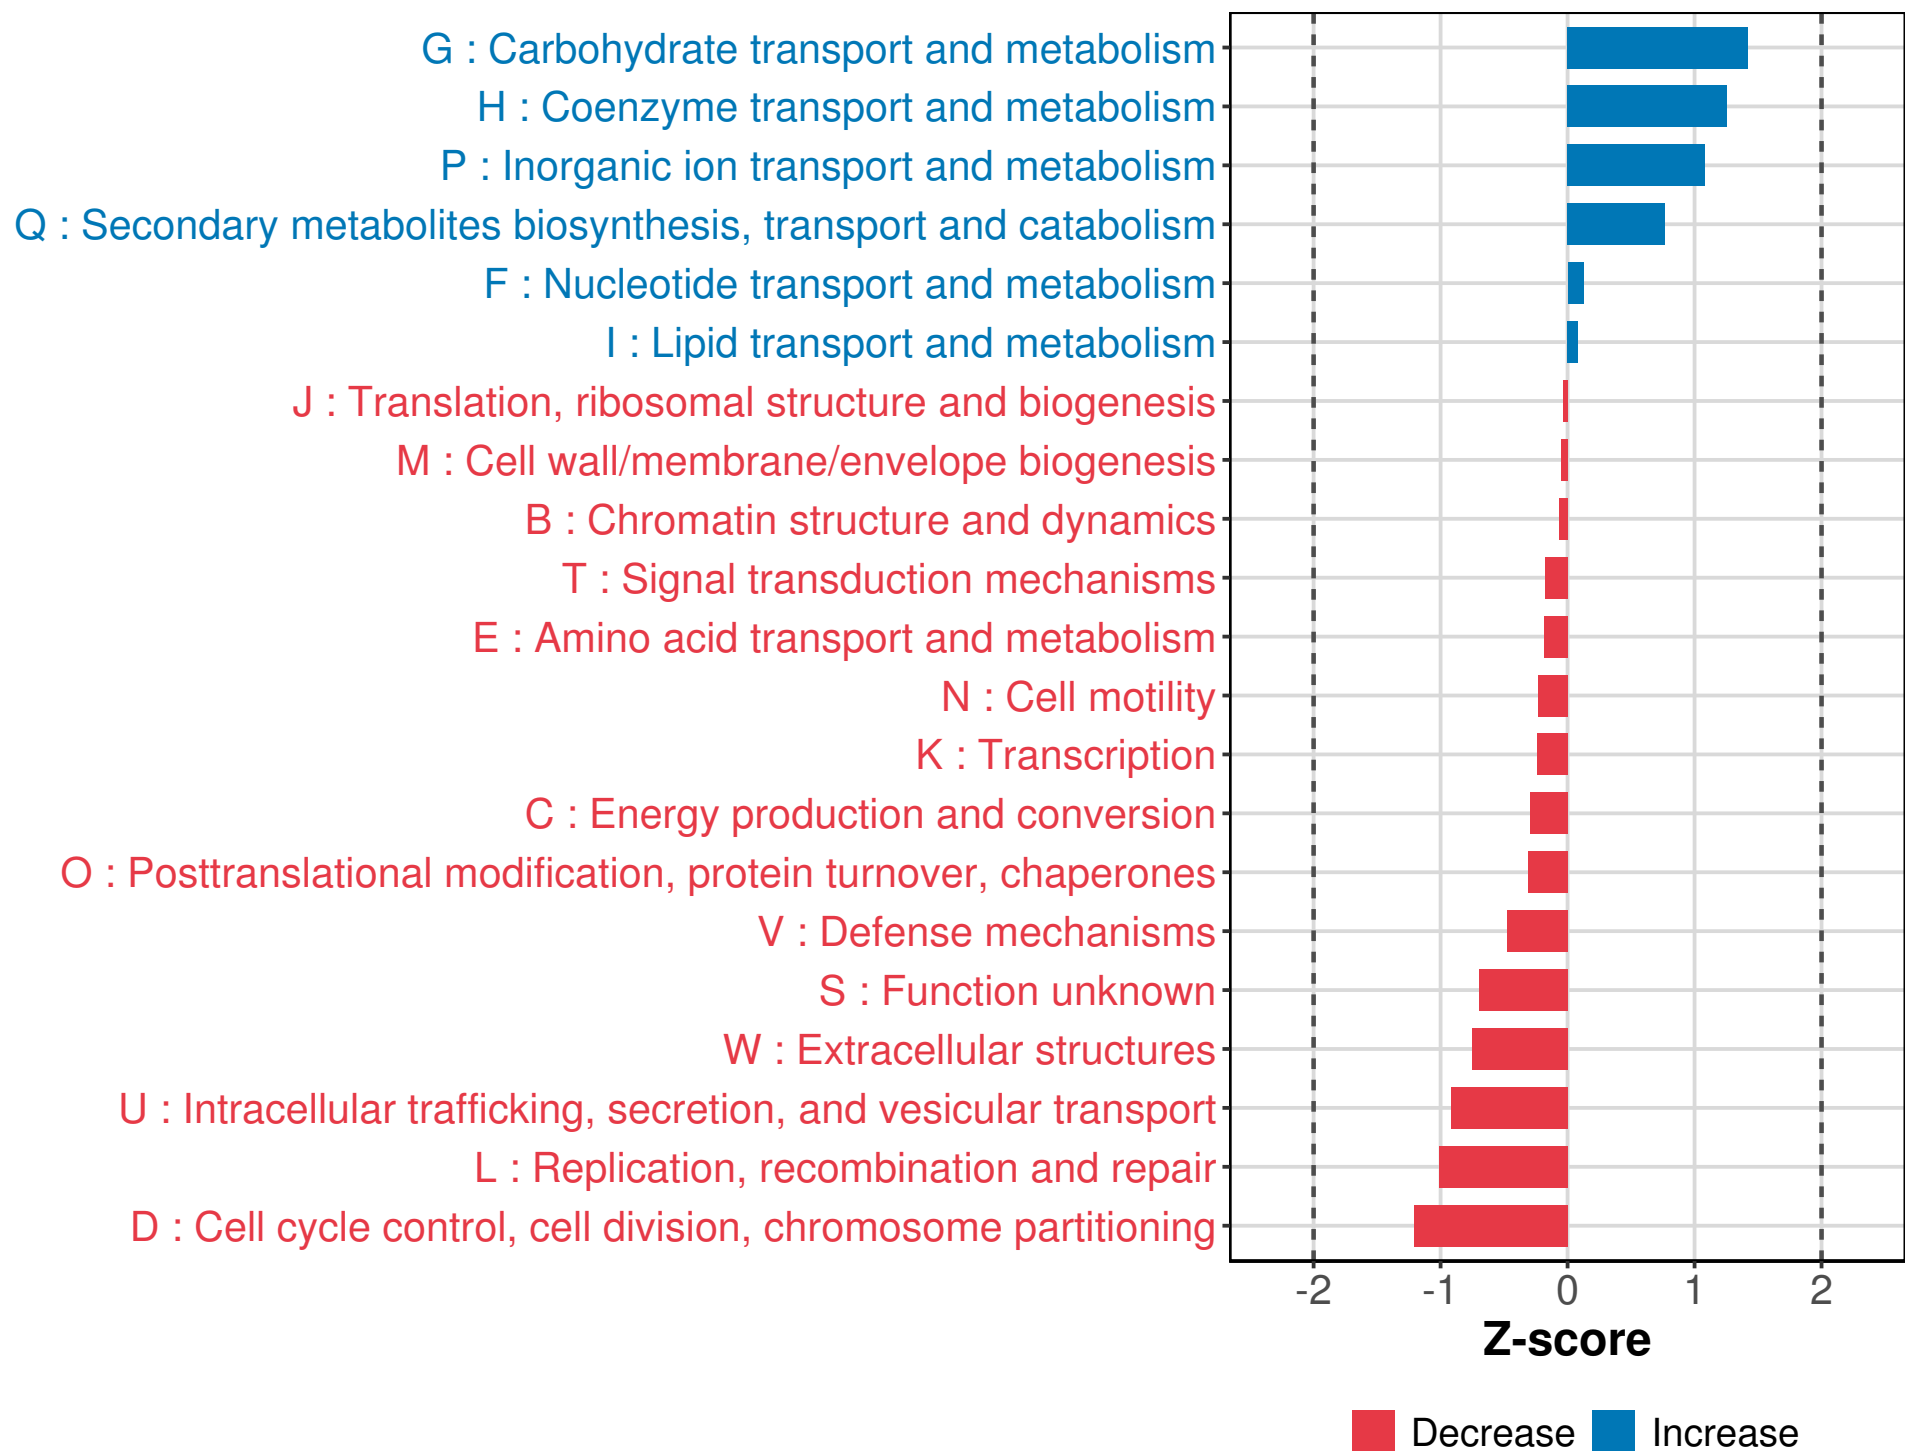 G : Carbohydrate transport and metabolism
H : Coenzyme transport and metabolism
P : Inorganic ion transport and metabolism
Q : Secondary metabolites biosynthesis, transport and catabolism
F : Nucleotide transport and metabolism
I : Lipid transport and metabolism
J : Translation, ribosomal structure and biogenesis
M : Cell wall/membrane/envelope biogenesis
B : Chromatin structure and dynamics
T : Signal transduction mechanisms
E : Amino acid transport and metabolism
N : Cell motility
K : Transcription
C : Energy production and conversion
O : Posttranslational modification, protein turnover, chaperones
V : Defense mechanisms
S : Function unknown
W : Extracellular structures
U : Intracellular trafficking, secretion, and vesicular transport
L : Replication, recombination and repair
D : Cell cycle control, cell division, chromosome partitioning
-2 -1 0 1 2
Z-score
Decrease Increase